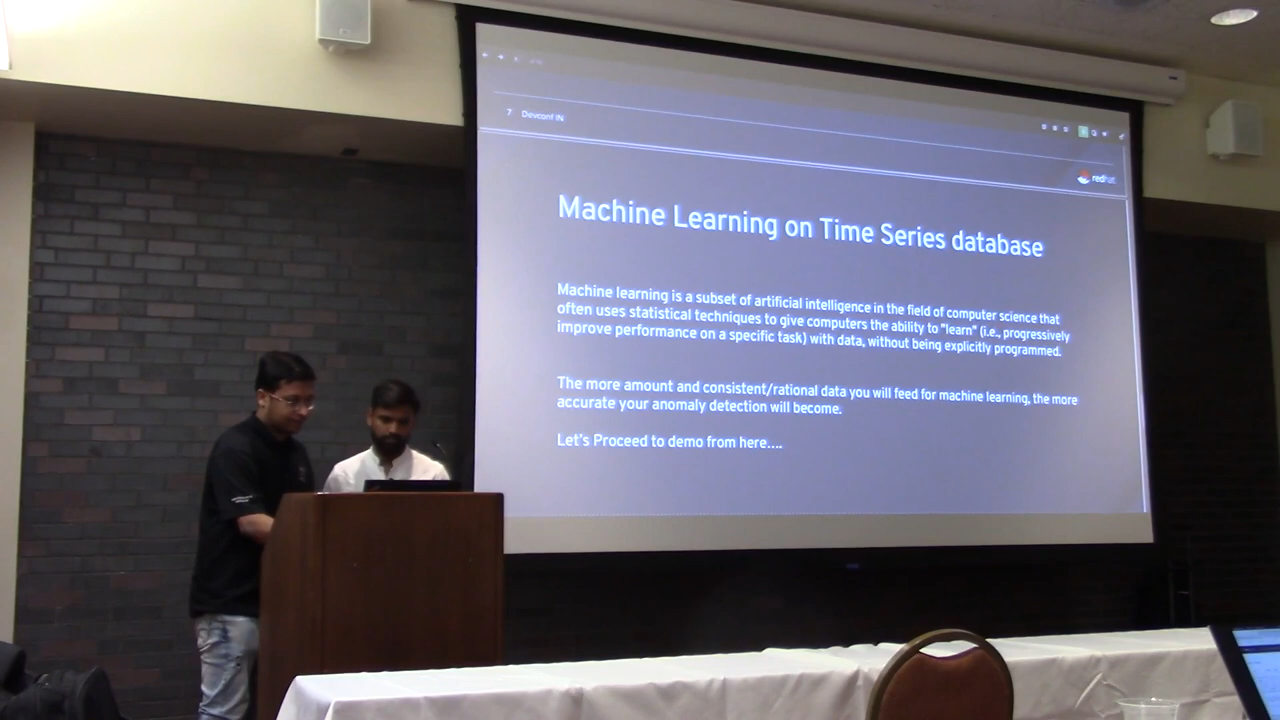 7 Devconf IN
redhat
Machine Learning on Time Series database
Machine learning is a subset of artificial intelligence in the field of computer science that
often uses statistical techniques to give computers the ability to "learn" (i.e., progressively
improve performance on a specific task) with data, without being explicitly programmed.
The more amount and consistent/rational data you will feed for machine learning, the more
accurate your anomaly detection will become.
Let's Proceed to demo from here....